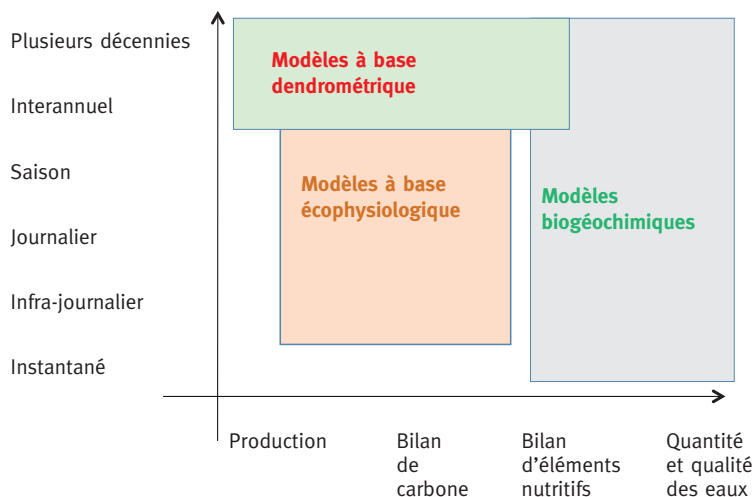 Plusieurs décennies
Interannuel
Saison
Journalier
Infra-journalier
Instantané
Modèles à base
dendrométrique
Modèles à base
écophysiologique
Modèles
biogéochimiques
Production
Bilan
de
carbone
Bilan
d'éléments
nutritifs
Quantité
et qualité
des eaux